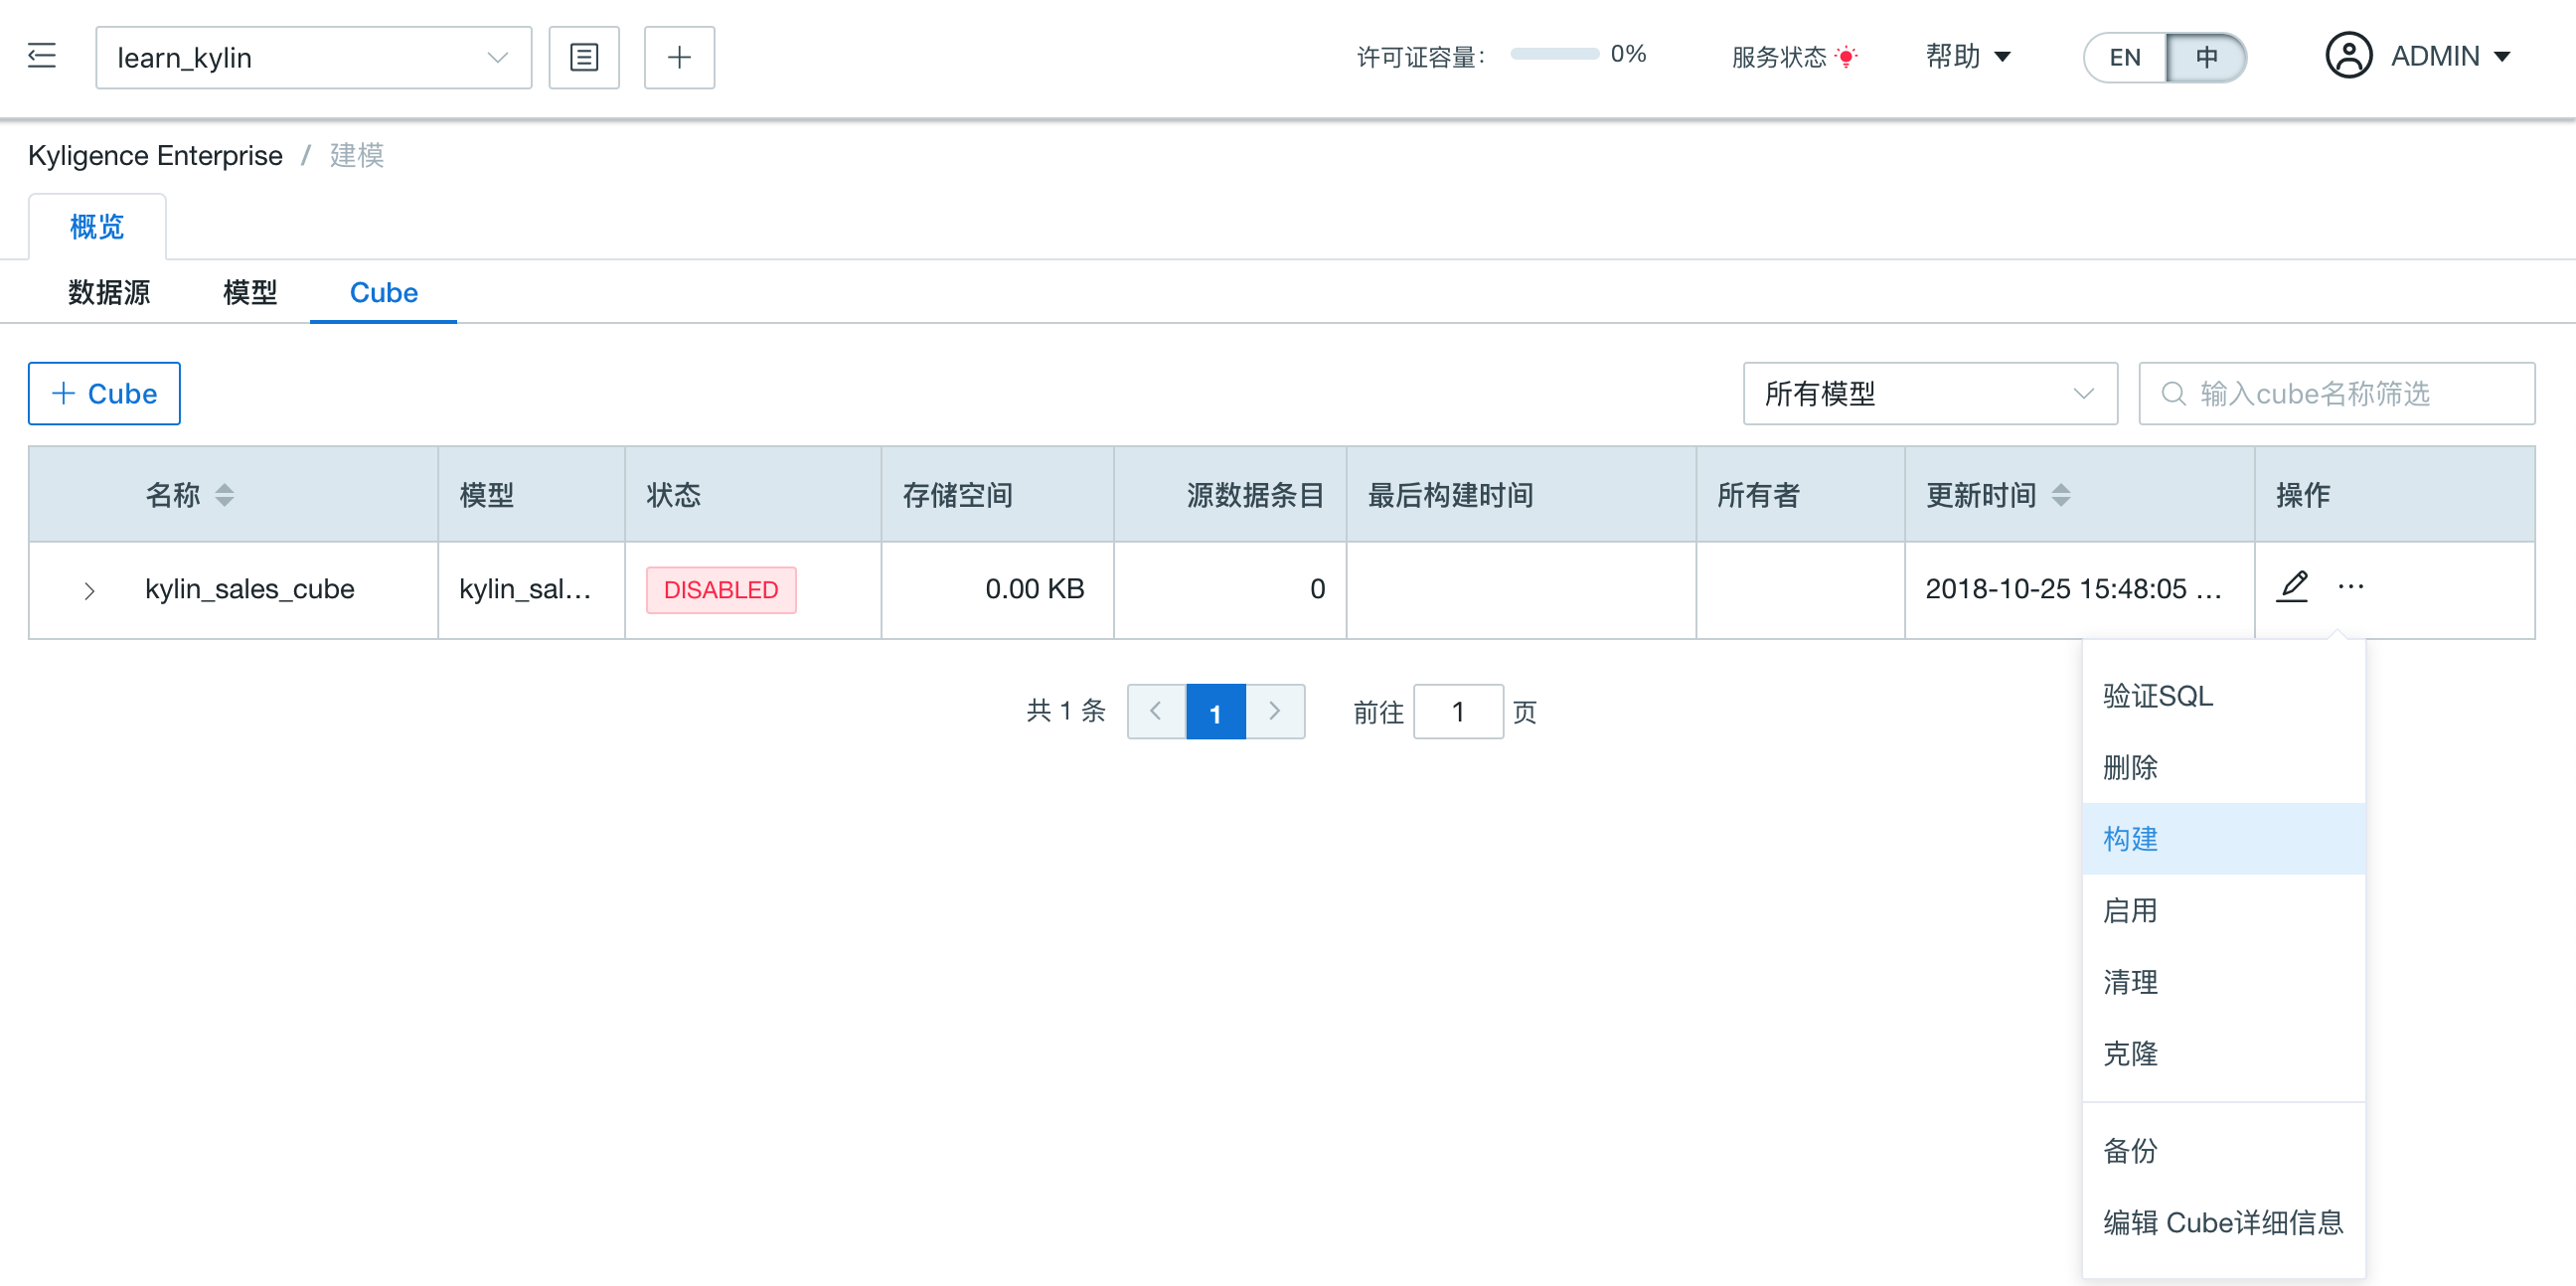 learn_kylin 许可证容量： 0% 服务状态 帮助 EN 中 ADMIN
Kyligence Enterprise / 建模
概览
数据源 模型 Cube
Cube 所有模型 输入cube名称筛选
名称 模型 状态 存储空间 源数据条目 最后构建时间 所有者 更新时间 操作
kylin_sales_cube kylin_sal... DISABLED 0.00 KB 0 2018-10-25 15:48:05 ...
共 1 条 1 前往 1 页
验证SQL
删除
构建
启用
清理
克隆
备份
编辑 Cube详细信息